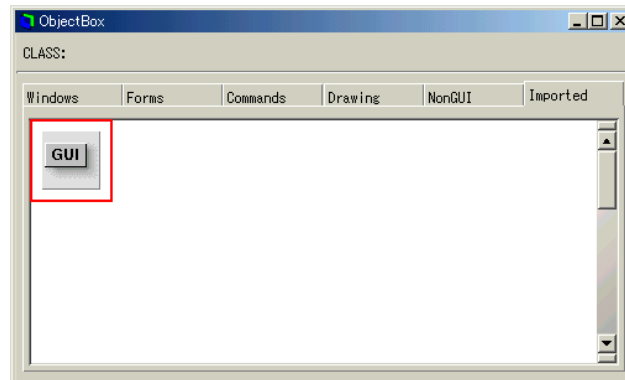 ObjectBox
CLASS:
Windows Forms Commands Drawing NonGUI Imported
GUI